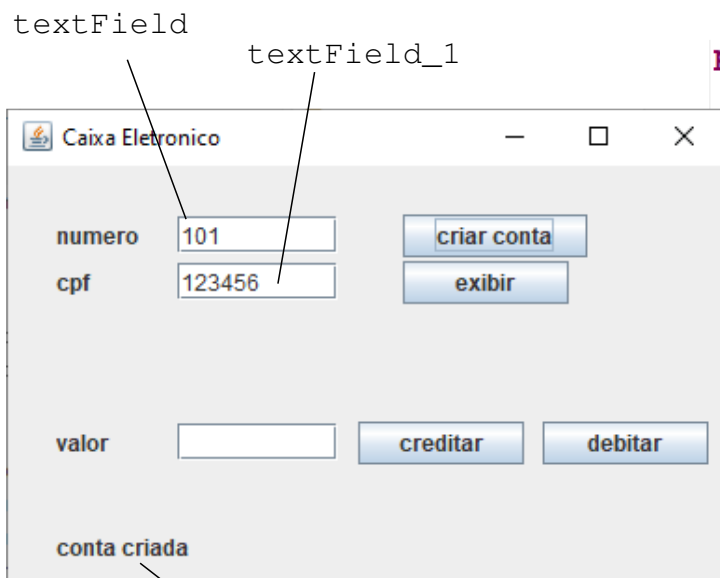 textField
textField_1
Caixa Eletronico
numero 101 criar conta
cpf 123456 exibir
valor creditar debitar
conta criada